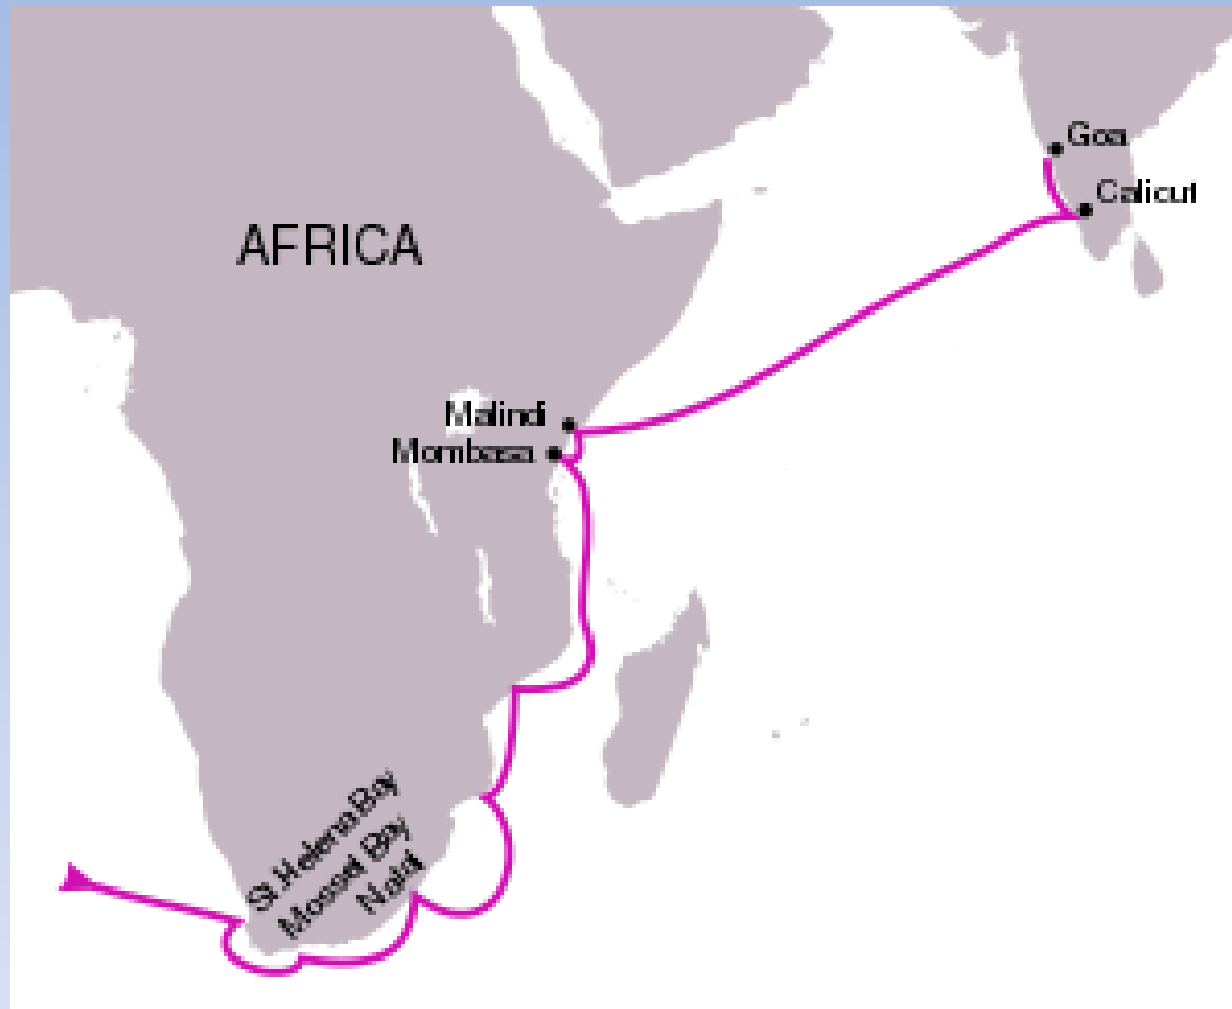 Goa
Calicut
AFRICA
Malindi
Mombasa
St. Helena Bay
Mossel Bay
Natal